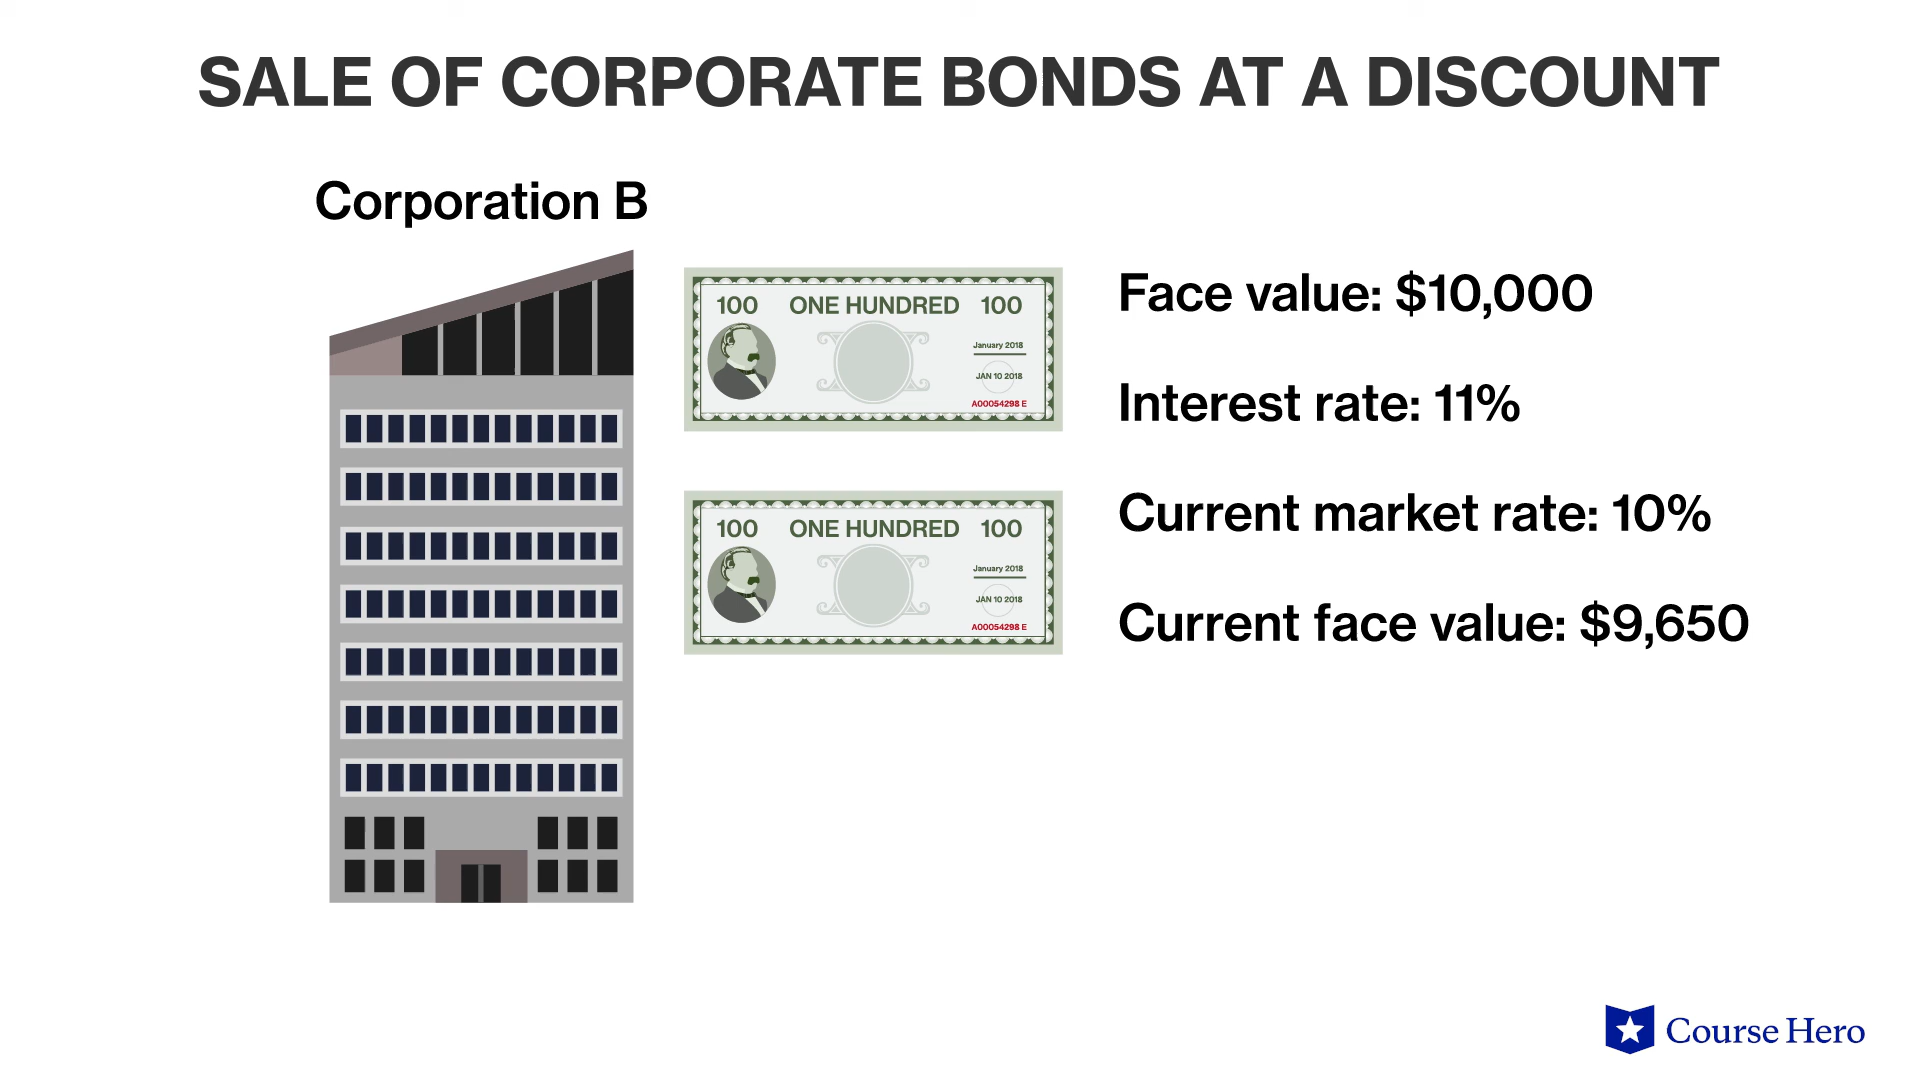 SALE OF CORPORATE BONDS AT A DISCOUNT
Corporation B
100 ONE HUNDRED 100
January 2018
JAN 10 2018
A00054298 E
100 ONE HUNDRED 100
January 2018
JAN 10 2018
A00054298 E
Face value: $10,000
Interest rate: 11%
Current market rate: 10%
Current face value: $9,650
Course Hero